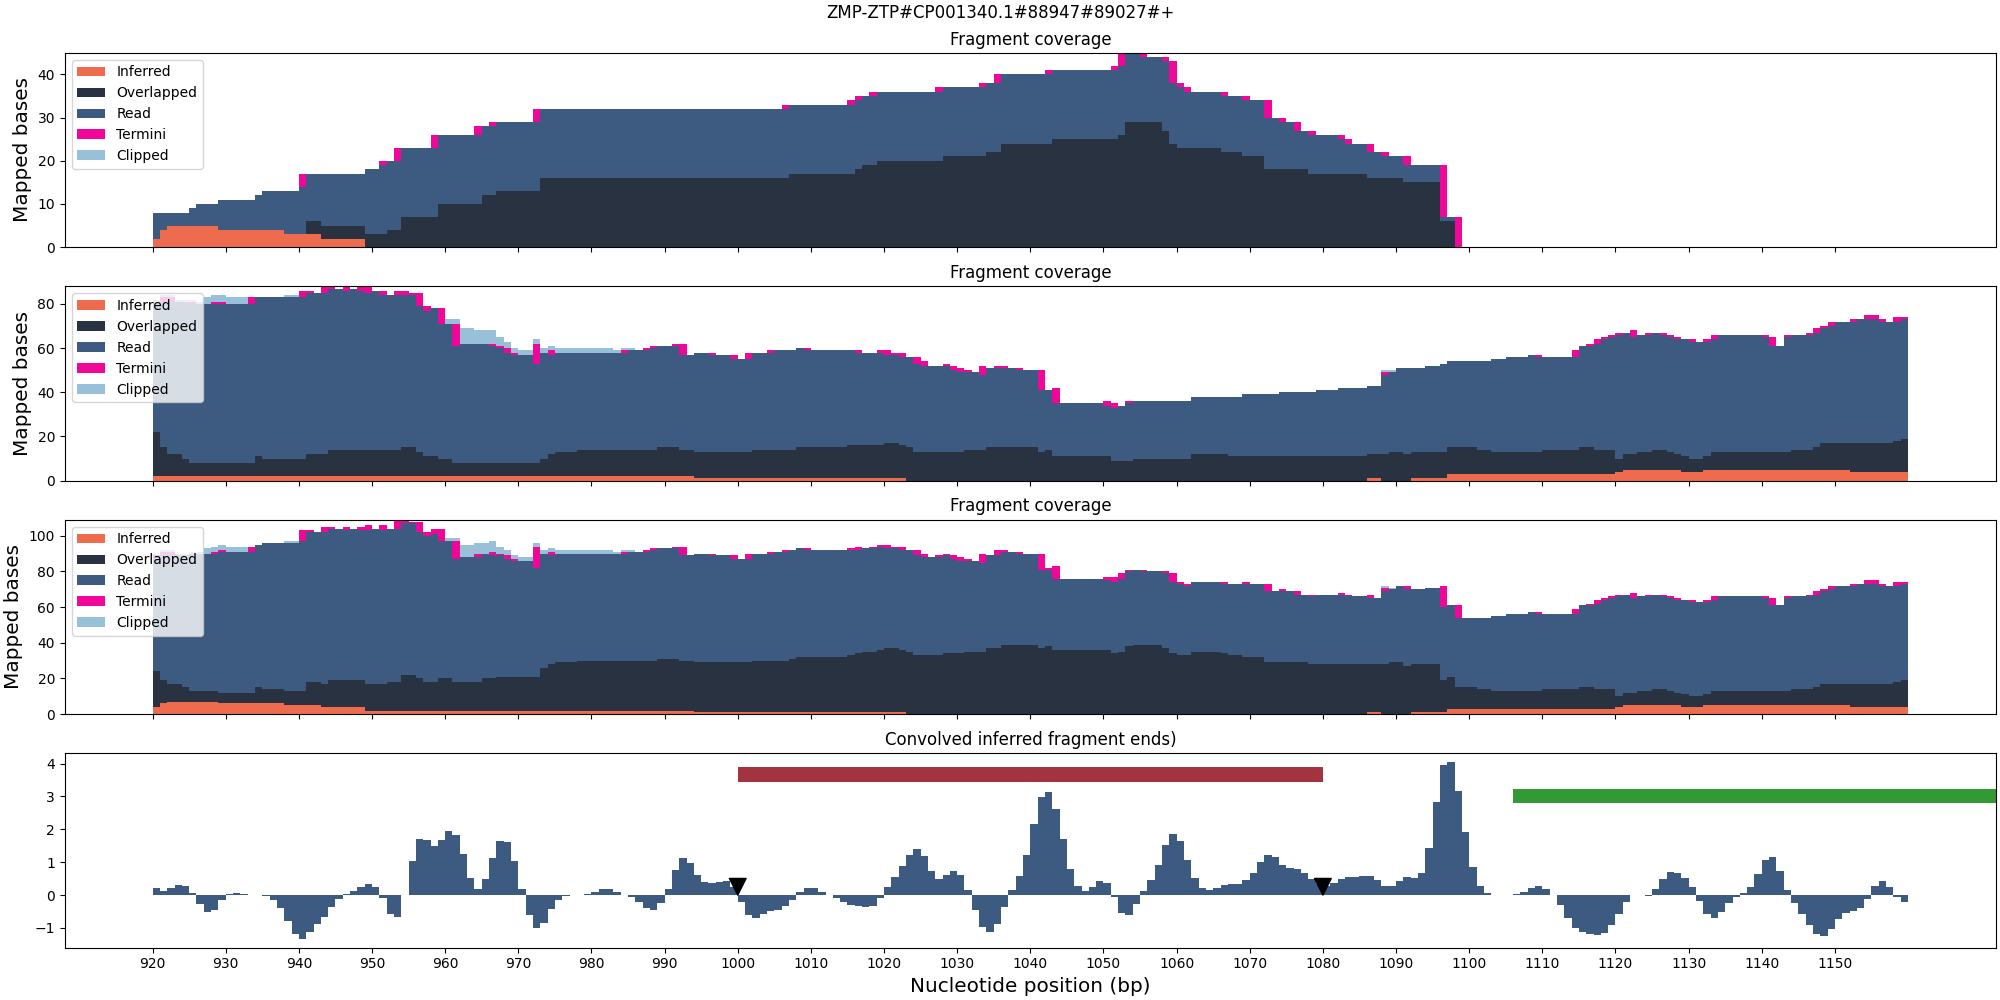 ZMP-ZTP#CP001340.1#88947#89027#+
Fragment coverage
Mapped bases
40
30
20
10
0
Inferred
Overlapped
Read
Termini
Clipped
Fragment coverage
Mapped bases
80
60
40
20
0
Inferred
Overlapped
Read
Termini
Clipped
Fragment coverage
Mapped bases
100
80
60
40
20
0
Inferred
Overlapped
Read
Termini
Clipped
Convolved inferred fragment ends)
4
3
2
1
0
−1
920 930 940 950 960 970 980 990 1000 1010 1020 1030 1040 1050 1060 1070 1080 1090 1100 1110 1120 1130 1140 1150
Nucleotide position (bp)